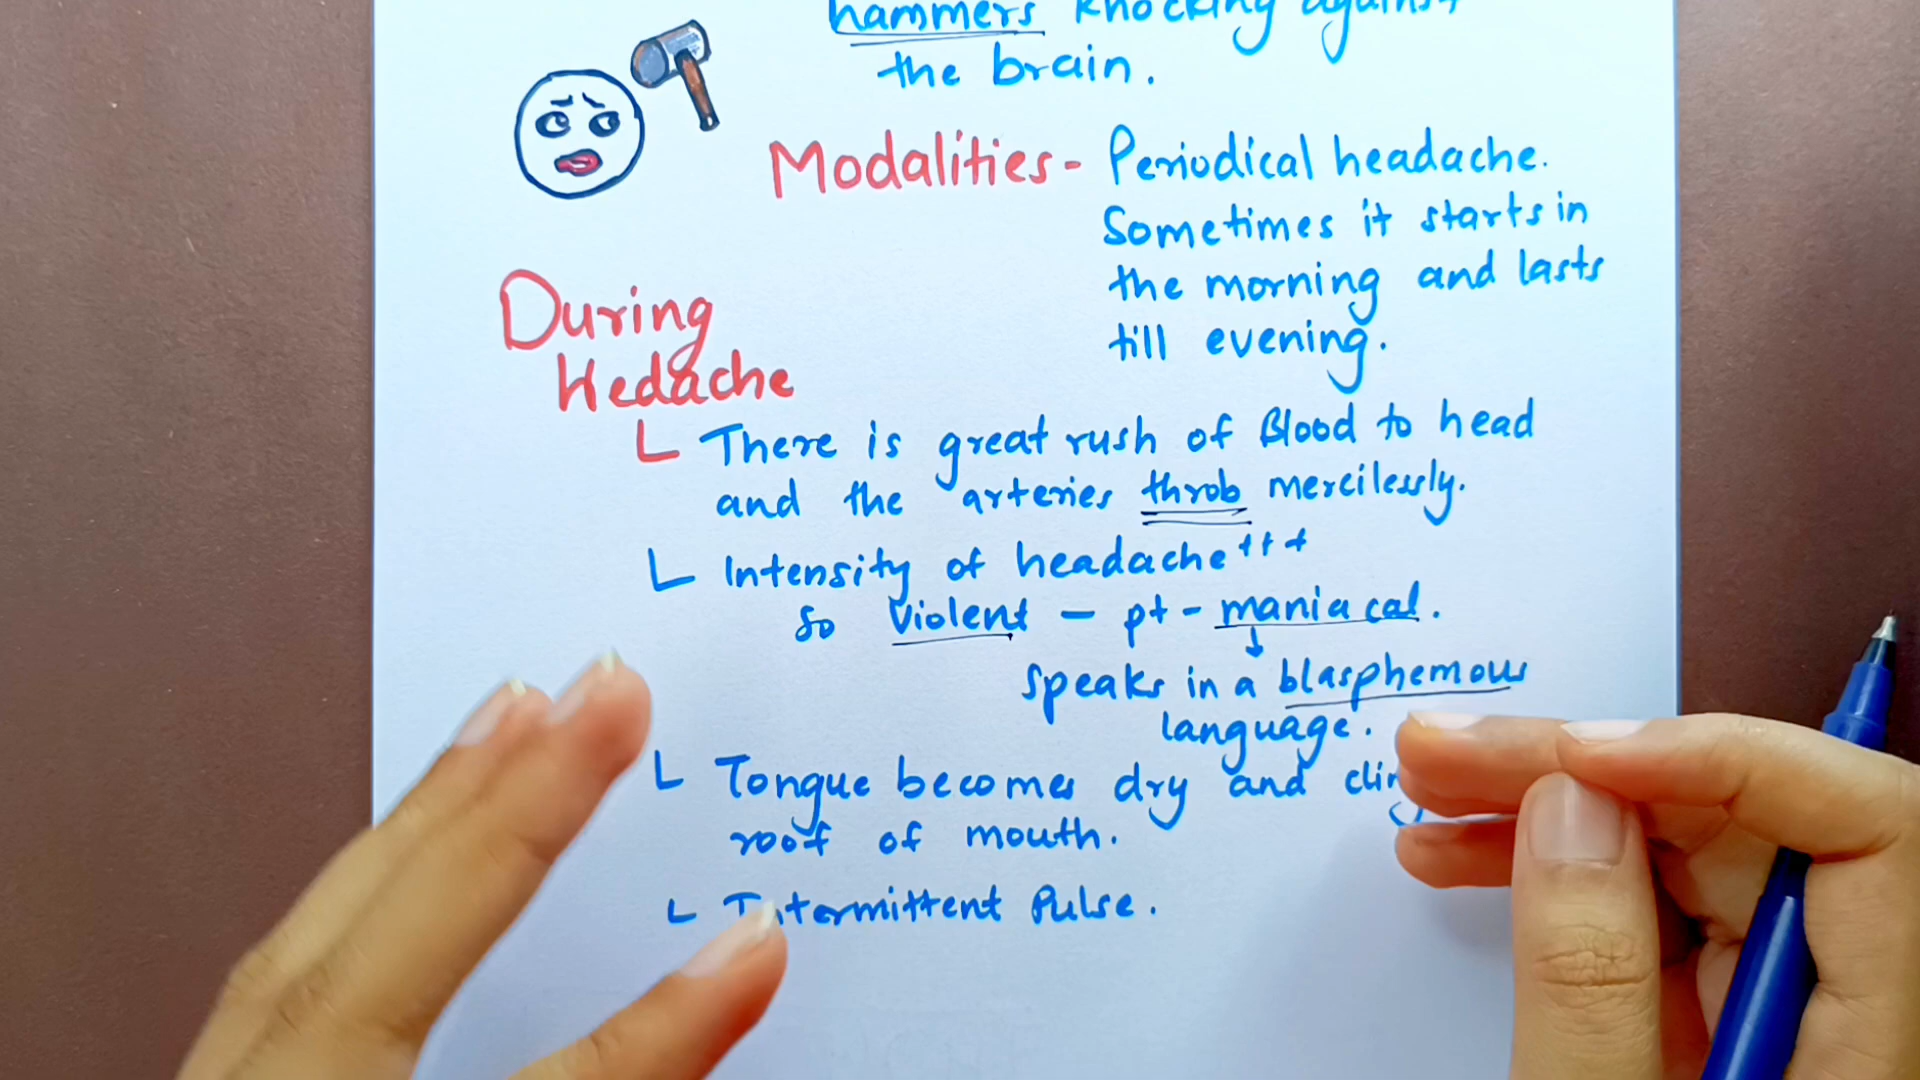 hammers knocking against
the brain.
Modalities - Periodical headache.
Sometimes it starts in
the morning and lasts
till evening.
During
Hedache
There is great rush of Blood to head
and the arteries throb mercilessly.
Intensity of headache+++
So violent - pt - maniacal.
↓
speaks in a blasphemous
language.
Tongue becomes dry and
roof of mouth.
Intermittent Pulse.